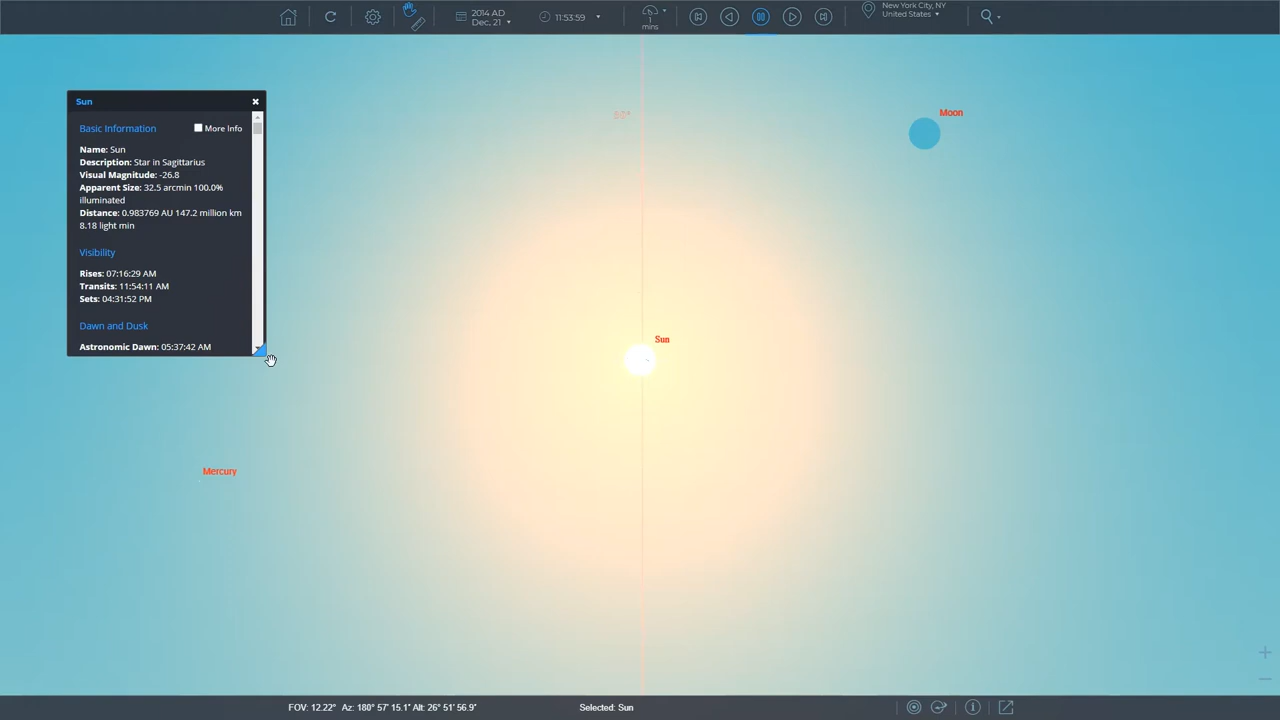 2014 AD
Dec, 21
11:53:59
1
mins
New York City, NY
United States
Sun
Basic Information
More Info
Name: Sun
Description: Star in Sagittarius
Visual Magnitude: -26.8
Apparent Size: 32.5 arcmin 100.0%
illuminated
Distance: 0.983769 AU 147.2 million km
8.18 light min
Visibility
Rises: 07:16:29 AM
Transits: 11:54:11 AM
Sets: 04:31:52 PM
Dawn and Dusk
Astronomic Dawn: 05:37:42 AM
Moon
Sun
Mercury
FOV: 12.22° Az: 180° 57' 15.1" Alt: 26° 51' 56.9"
Selected: Sun